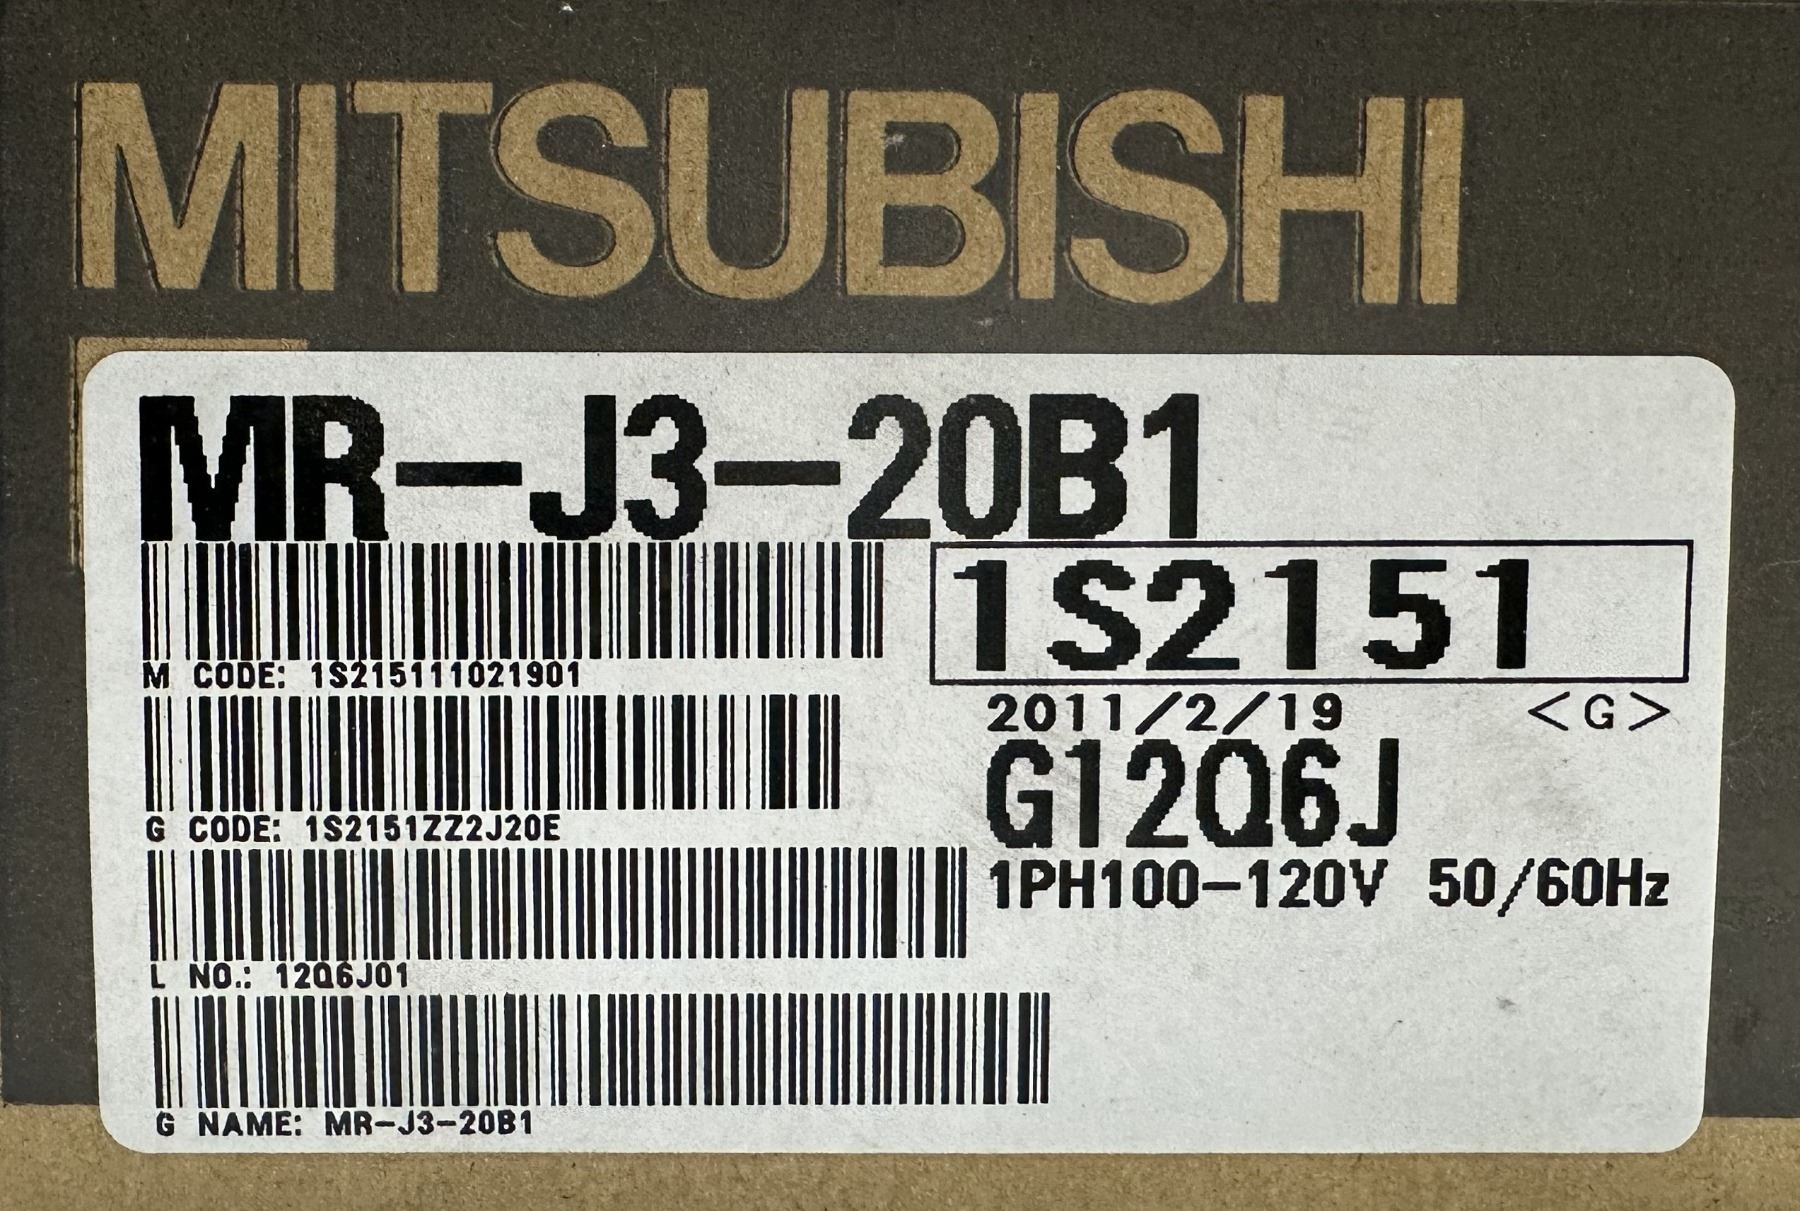 MITSUBISHI
MR-J3-20B1
1S2151
M CODE: 1S215111021901
2011/2/19 <G>
G12Q6J
G CODE: 1S2151ZZ2J20E
1PH100-120V 50/60Hz
L NO.: 12Q6J01
G NAME: MR-J3-20B1